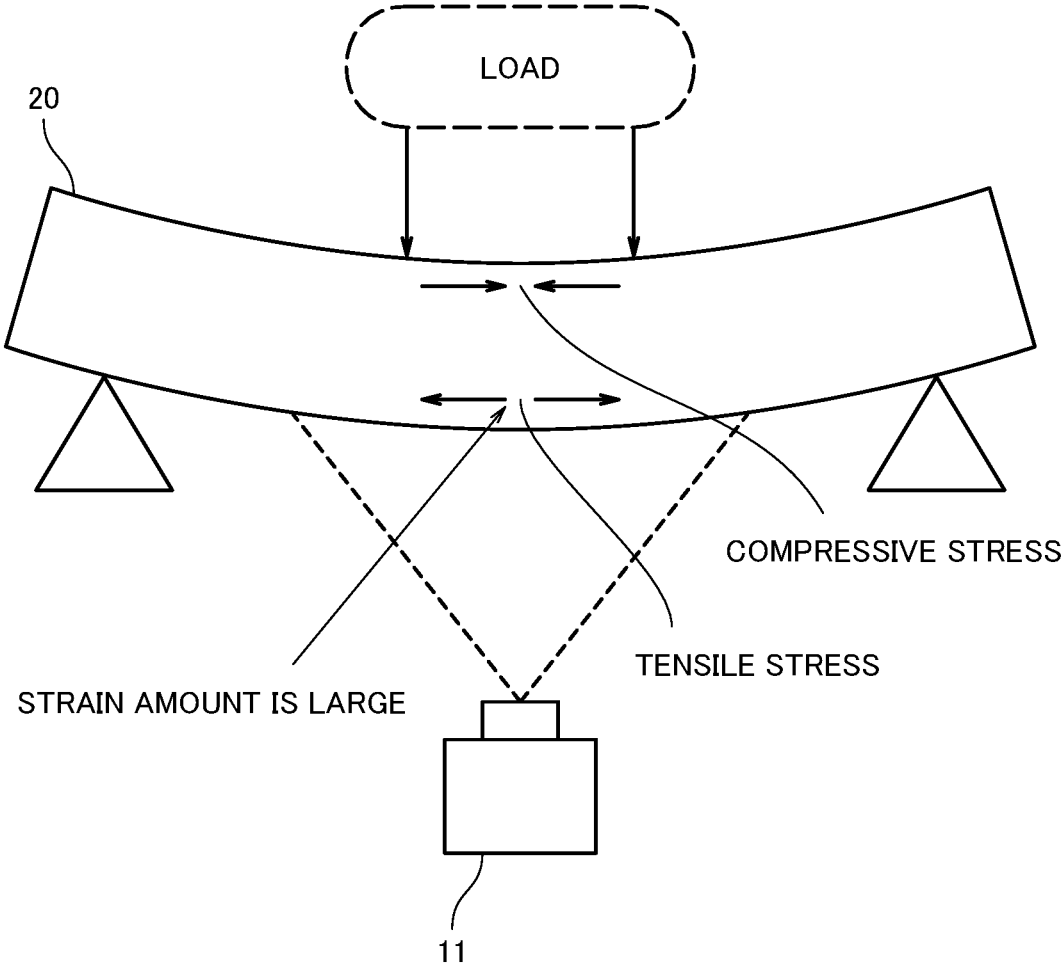 LOAD
20
COMPRESSIVE STRESS
TENSILE STRESS
STRAIN AMOUNT IS LARGE
11